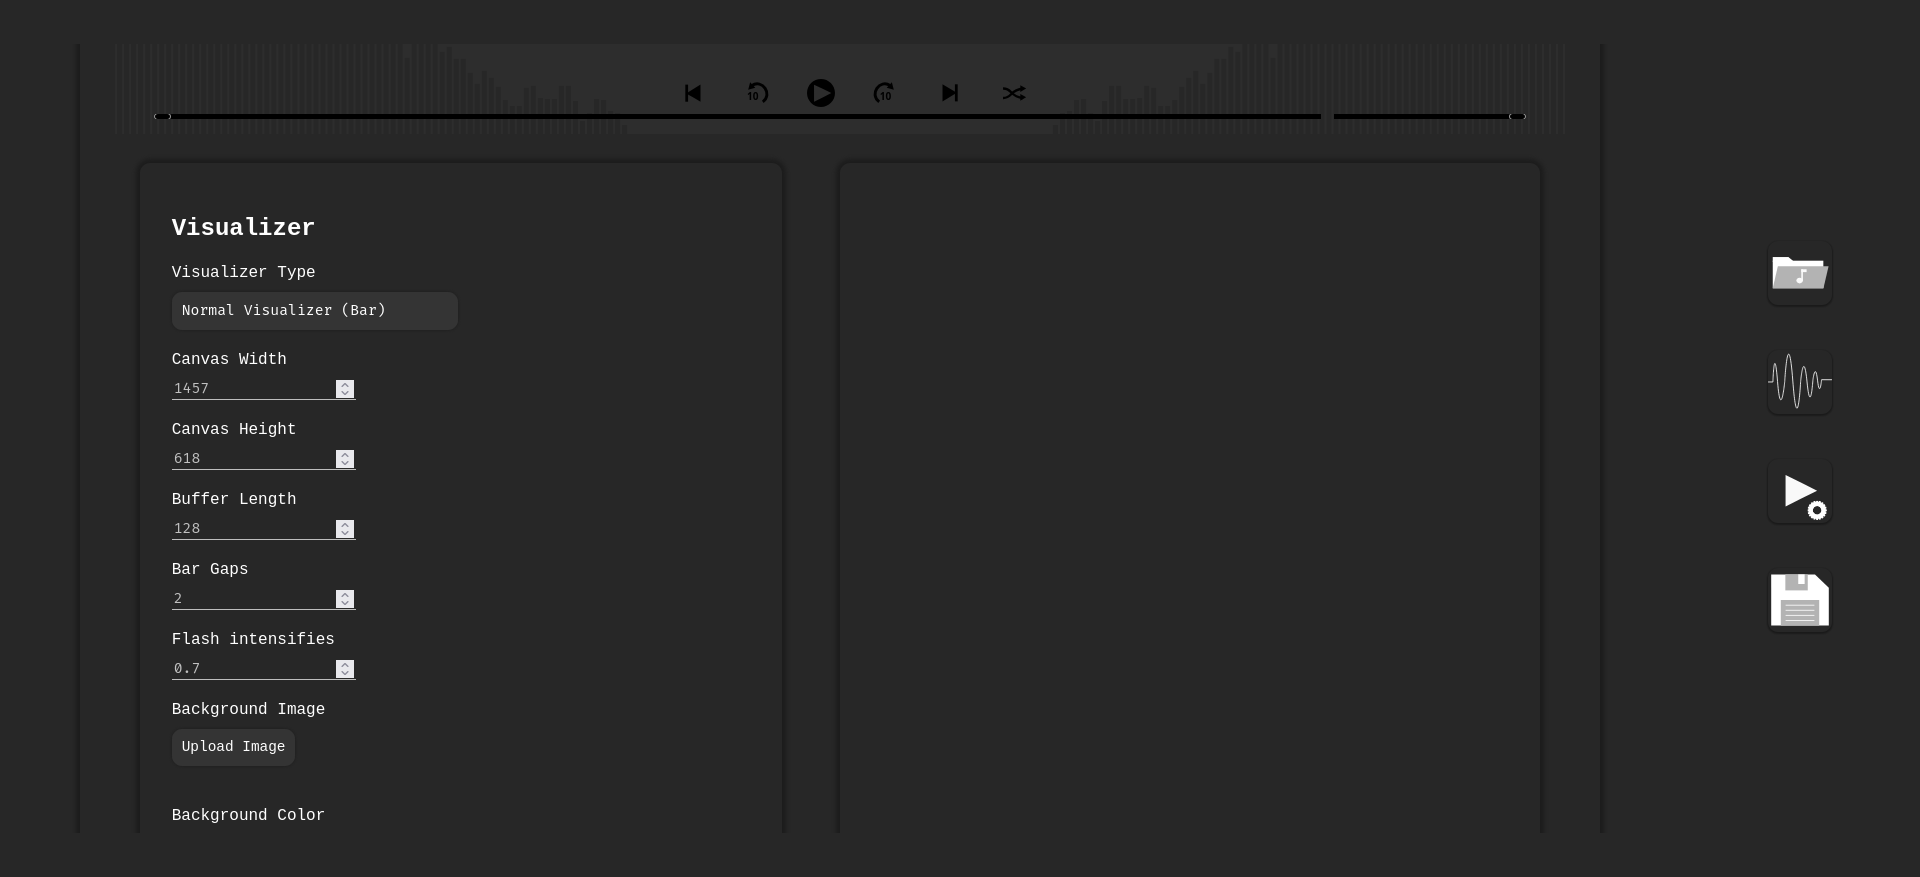 10
10
Visualizer
Visualizer Type
Normal Visualizer (Bar)
Canvas Width
1457
Canvas Height
618
Buffer Length
128
Bar Gaps
2
Flash intensifies
0.7
Background Image
Upload Image
Background Color